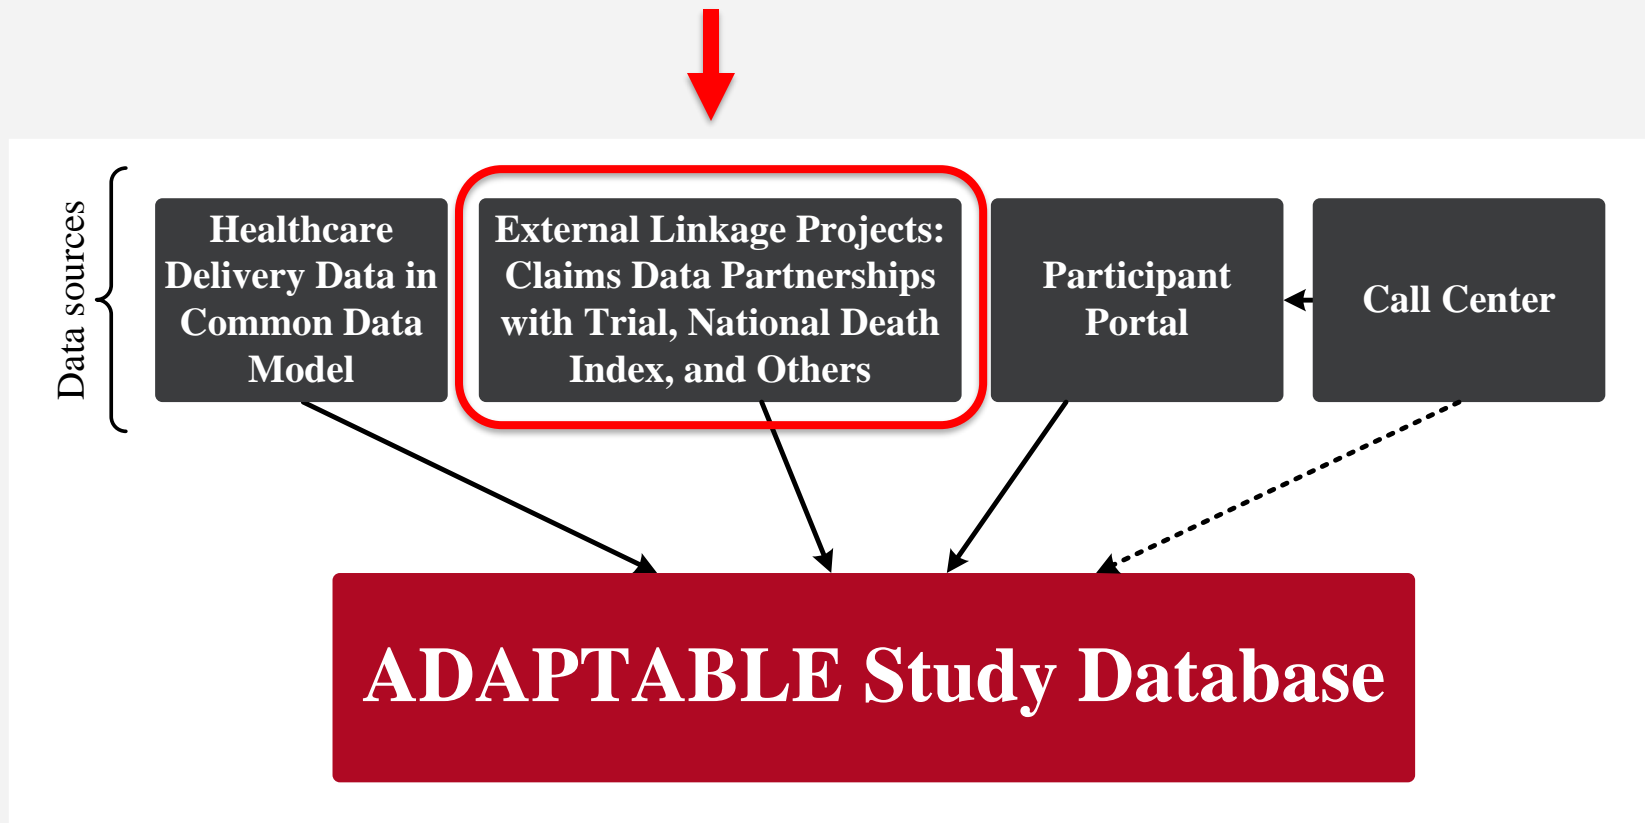 Data sources
Healthcare
Delivery Data in
Common Data
Model
External Linkage Projects:
Claims Data Partnerships
with Trial, National Death
Index, and Others
Participant
Portal
Call Center
ADAPTABLE Study Database